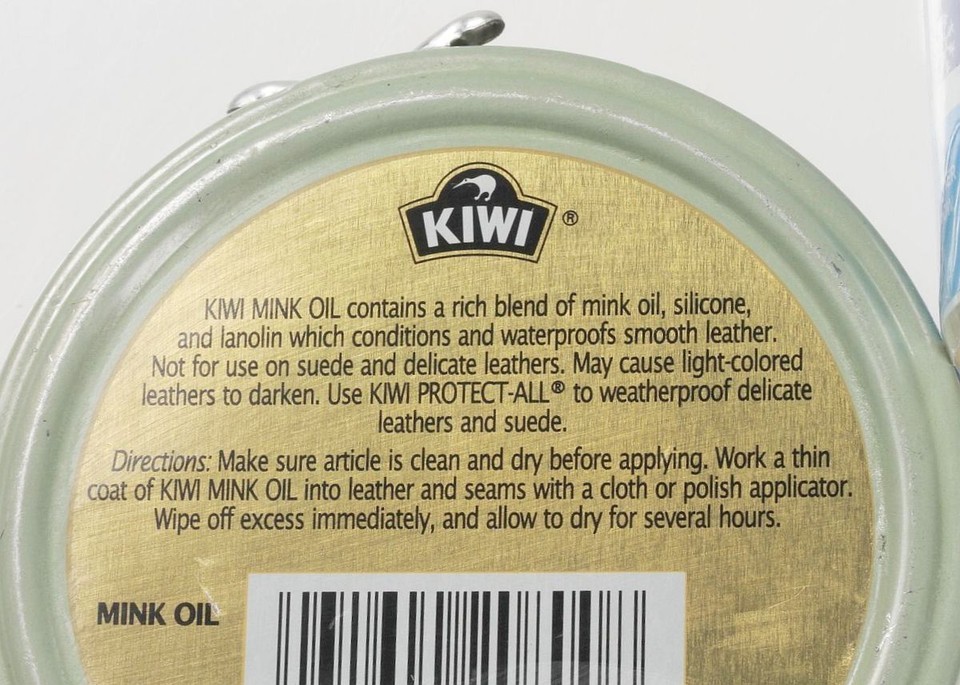 KIWI ®
KIWI MINK OIL contains a rich blend of mink oil, silicone,
and lanolin which conditions and waterproofs smooth leather.
Not for use on suede and delicate leathers. May cause light-colored
leathers to darken. Use KIWI PROTECT-ALL® to weatherproof delicate
leathers and suede.
Directions: Make sure article is clean and dry before applying. Work a thin
coat of KIWI MINK OIL into leather and seams with a cloth or polish applicator.
Wipe off excess immediately, and allow to dry for several hours.
MINK OIL